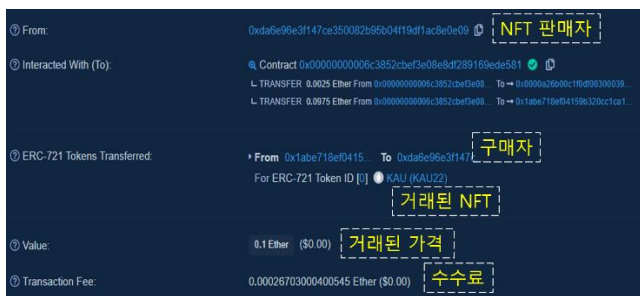 From:
0xda6e96e3f147ce350082b95b04f19df1ac8e0e09
NFT 판매자
Interacted With (To):
Contract 0x00000000006c3852cbef3e08e8df289169ede581
TRANSFER 0.0025 Ether From 0x00000000006c3852cbef3e08... To → 0x0000a26b00c1f0df00300039...
TRANSFER 0.0975 Ether From 0x00000000006c3852cbef3e08... To → 0x1abe718ef04159b320cc1ca1...
ERC-721 Tokens Transferred:
From 0x1abe718ef0415... To 0xda6e96e3f147
구매자
For ERC-721 Token ID [0] KAU (KAU22)
거래된 NFT
Value:
0.1 Ether ($0.00)
거래된 가격
Transaction Fee:
0.00026703000400545 Ether ($0.00)
수수료